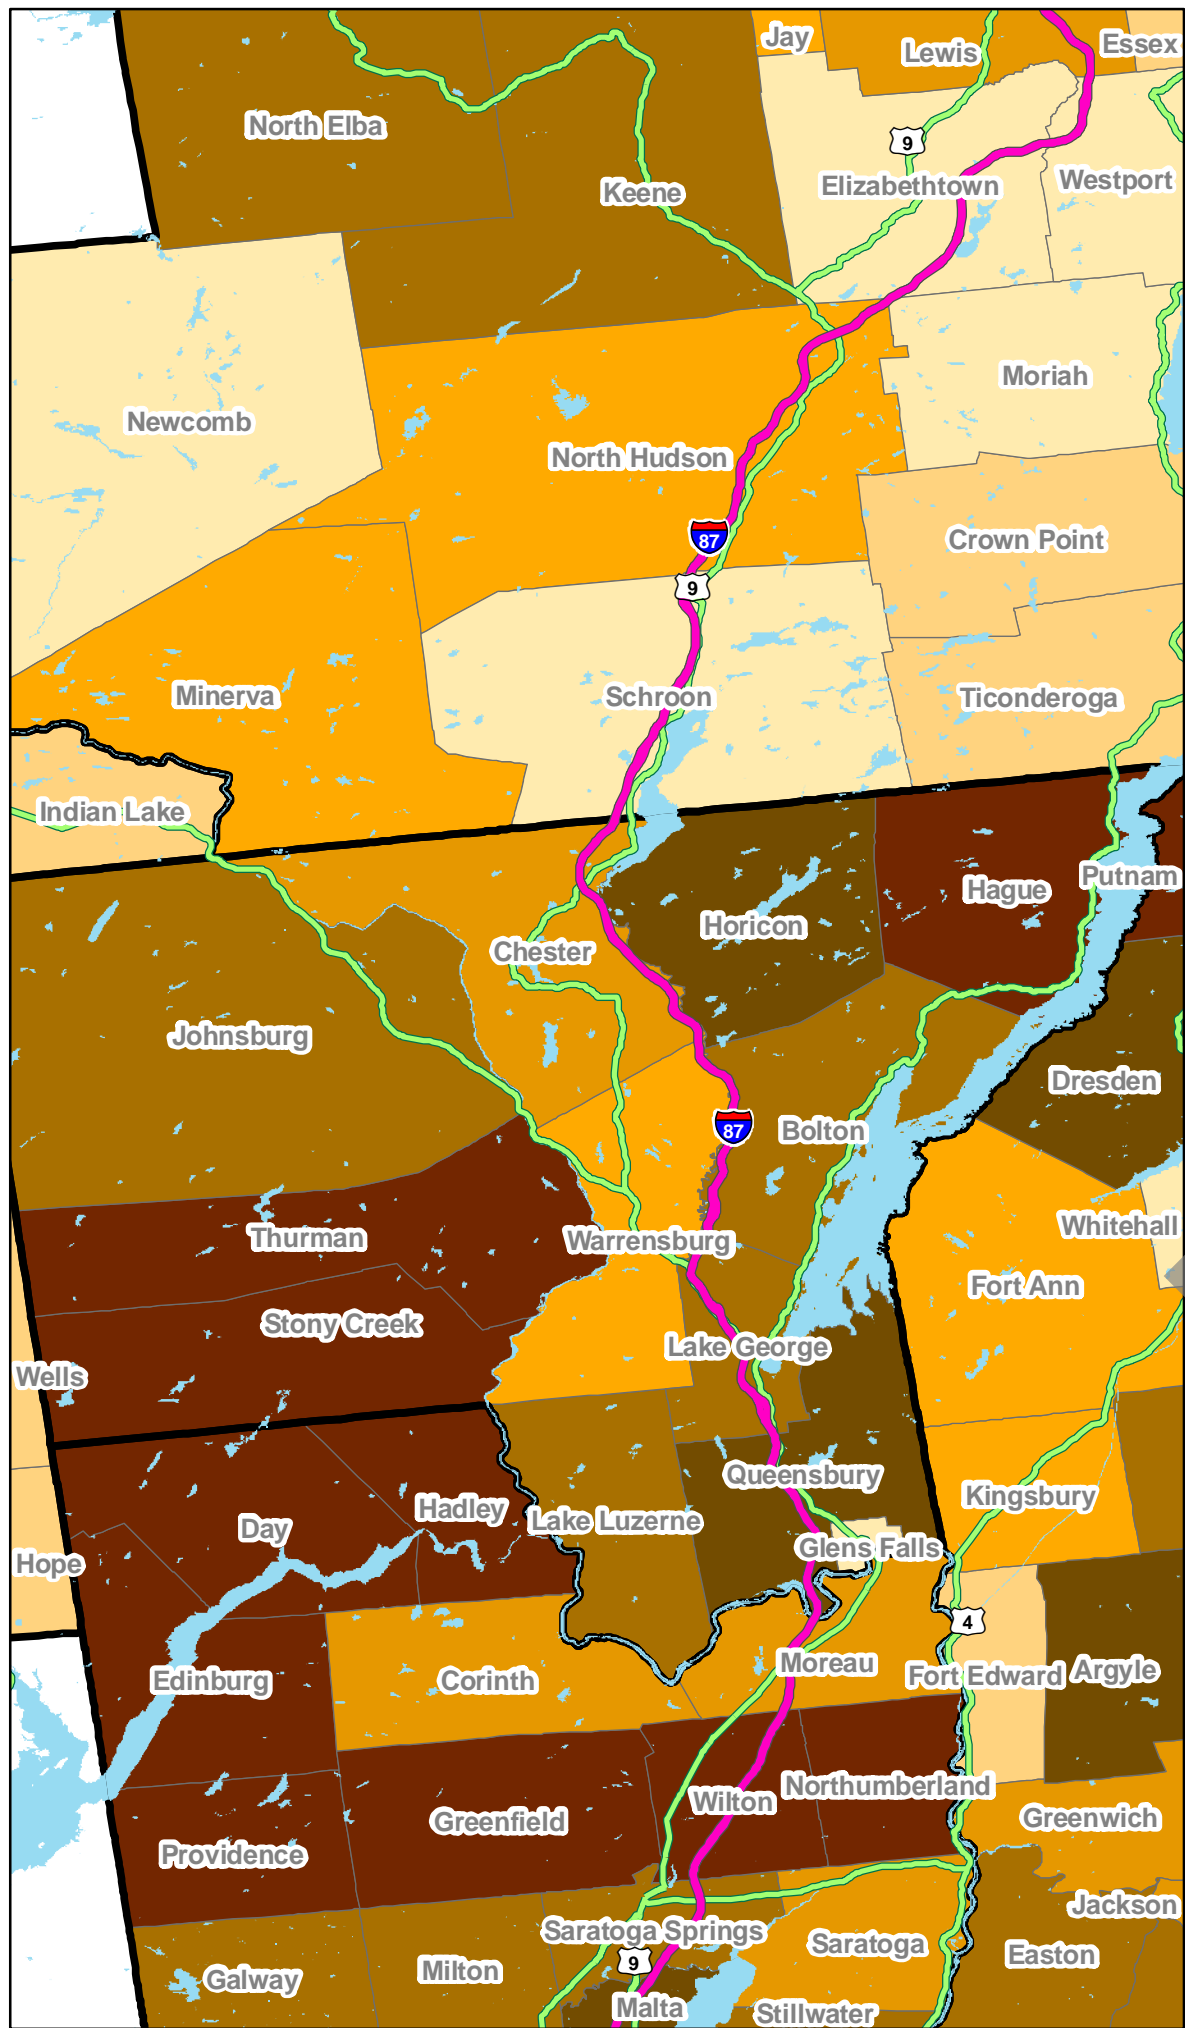 Jay
Lewis
Essex
North Elba
9
Keene
Elizabethtown
Westport
Moriah
Newcomb
North Hudson
87
Crown Point
9
Minerva
Schroon
Ticonderoga
Indian Lake
Hague
Putnam
Horicon
Chester
Johnsburg
Dresden
87
Bolton
Thurman
Warrensburg
Whitehall
Fort Ann
Stony Creek
Lake George
Wells
Queensbury
Kingsbury
Day
Hadley
Lake Luzerne
Glens Falls
Hope
4
Edinburg
Corinth
Moreau
Fort Edward
Argyle
Wilton
Northumberland
Greenfield
Greenwich
Providence
Jackson
Saratoga Springs
Saratoga
Easton
9
Galway
Milton
Malta
Stillwater